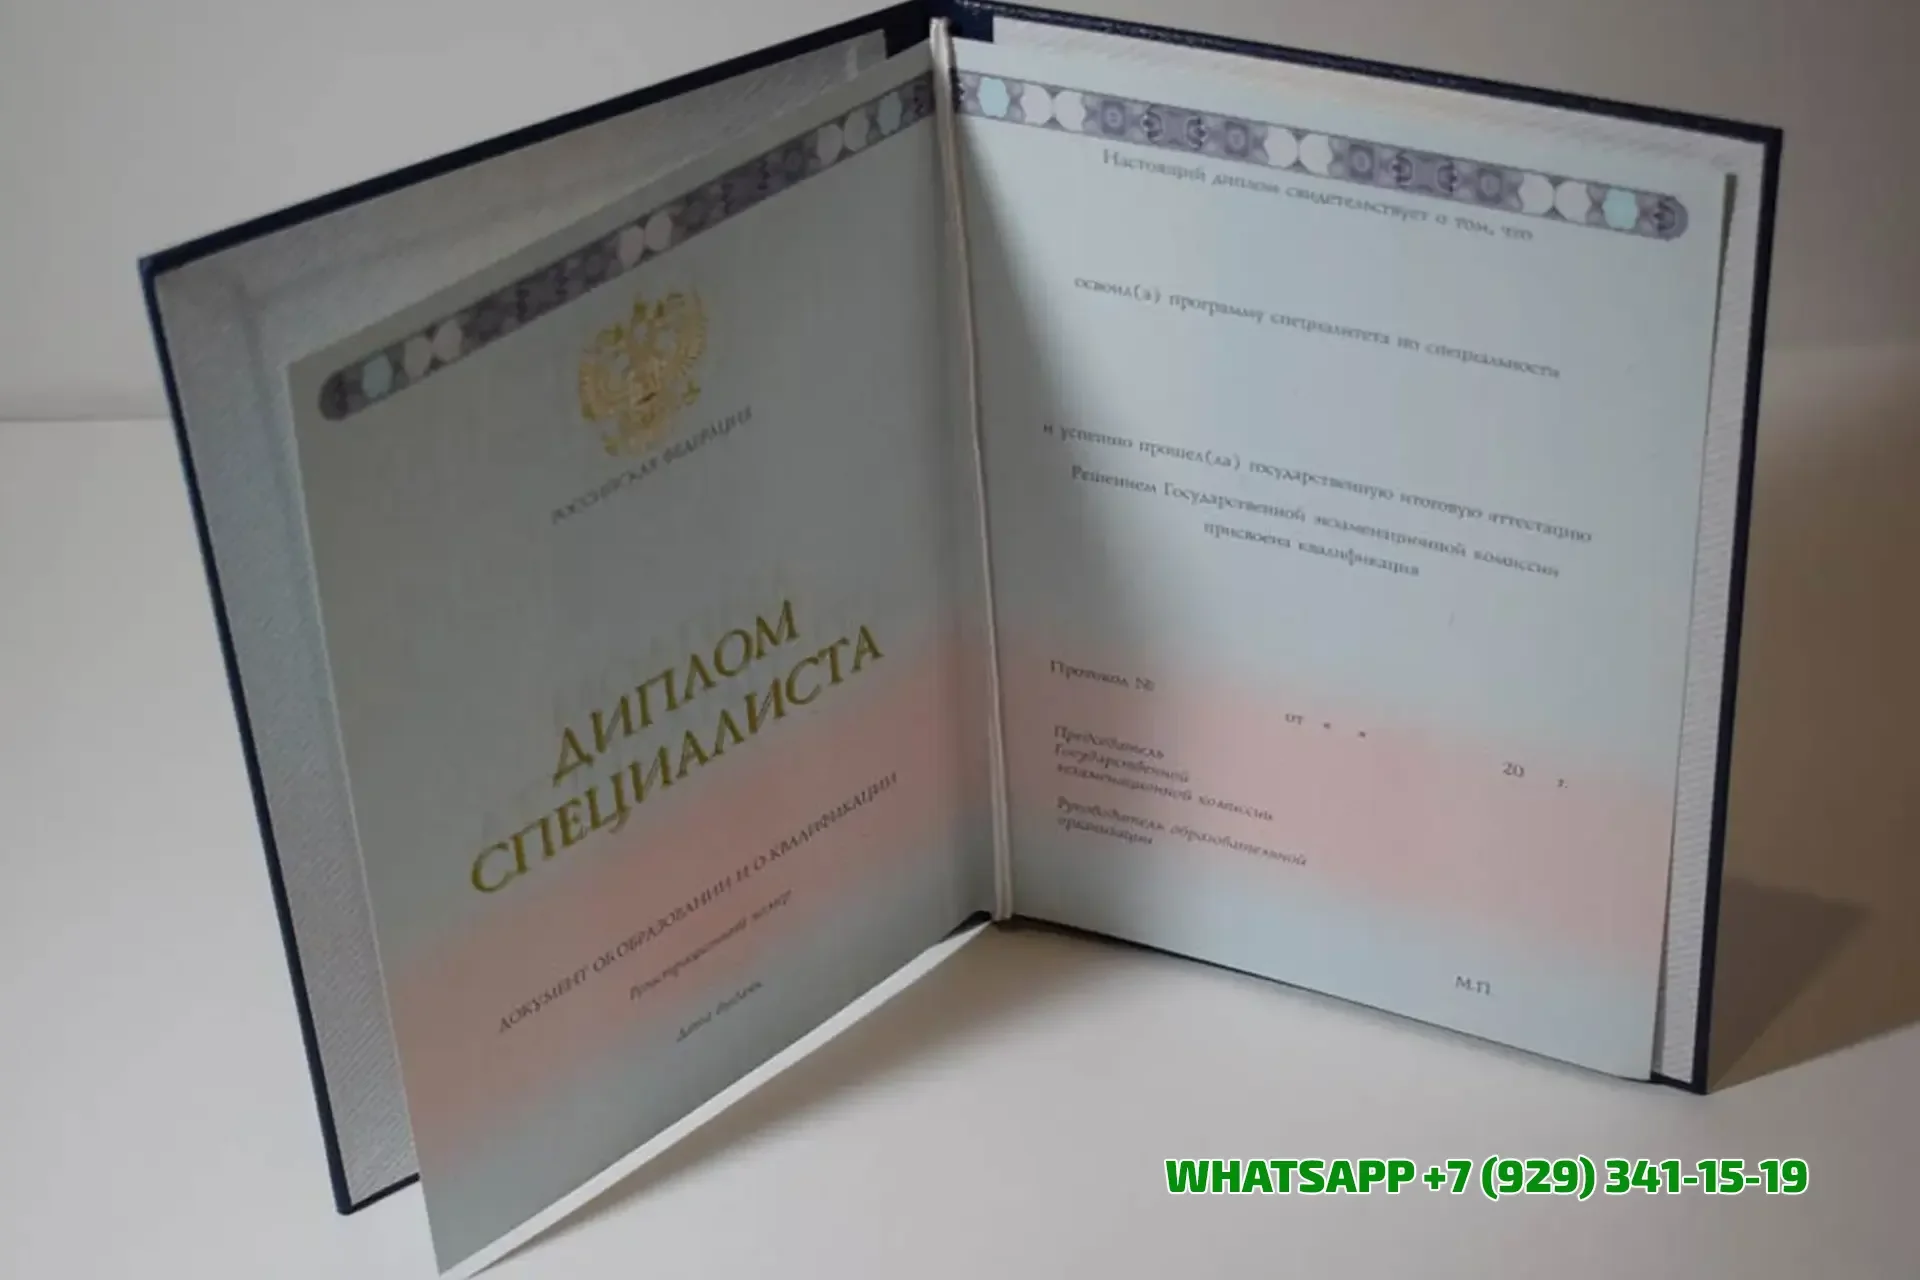 РОССИЙСКАЯ ФЕДЕРАЦИЯ
ДИПЛОМ
СПЕЦИАЛИСТА
ДОКУМЕНТ ОБ ОБРАЗОВАНИИ И О КВАЛИФИКАЦИИ
Регистрационный номер
Дата выдачи
Настоящий диплом свидетельствует о том, что
освоил(а) программу специалитета по специальности
и успешно прошел(ла) государственную итоговую аттестацию
Решением Государственной экзаменационной комиссии
присвоена квалификация
Протокол №
от « » 20 г.
Председатель
Государственной
экзаменационной комиссии
Руководитель образовательной
организации
М.П.
WHATSAPP +7 (929) 341-15-19